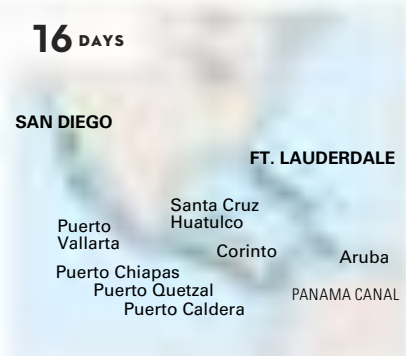 16 DAYS
SAN DIEGO
FT. LAUDERDALE
Santa Cruz
Huatulco
Puerto
Vallarta
Corinto
Aruba
Puerto Chiapas
Puerto Quetzal
PANAMA CANAL
Puerto Caldera